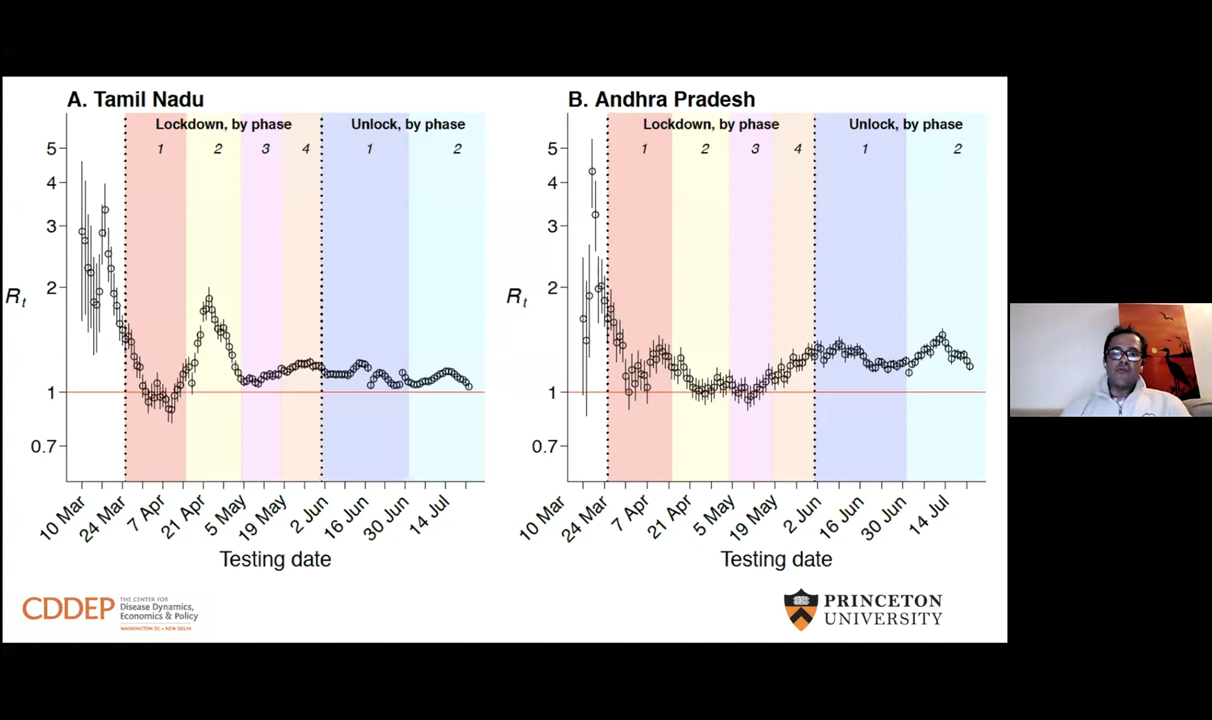 A. Tamil Nadu
Lockdown, by phase
Unlock, by phase
1
2
3
4
1
2
5
4
3
2
1
0.7
Rt
10 Mar
24 Mar
7 Apr
21 Apr
5 May
19 May
2 Jun
16 Jun
30 Jun
14 Jul
Testing date
B. Andhra Pradesh
Lockdown, by phase
Unlock, by phase
1
2
3
4
1
2
5
4
3
2
1
0.7
Rt
10 Mar
24 Mar
7 Apr
21 Apr
5 May
19 May
2 Jun
16 Jun
30 Jun
14 Jul
Testing date
CDDEP
THE CENTER FOR
Disease Dynamics,
Economics & Policy
WASHINGTON DC • NEW DELHI
PRINCETON
UNIVERSITY